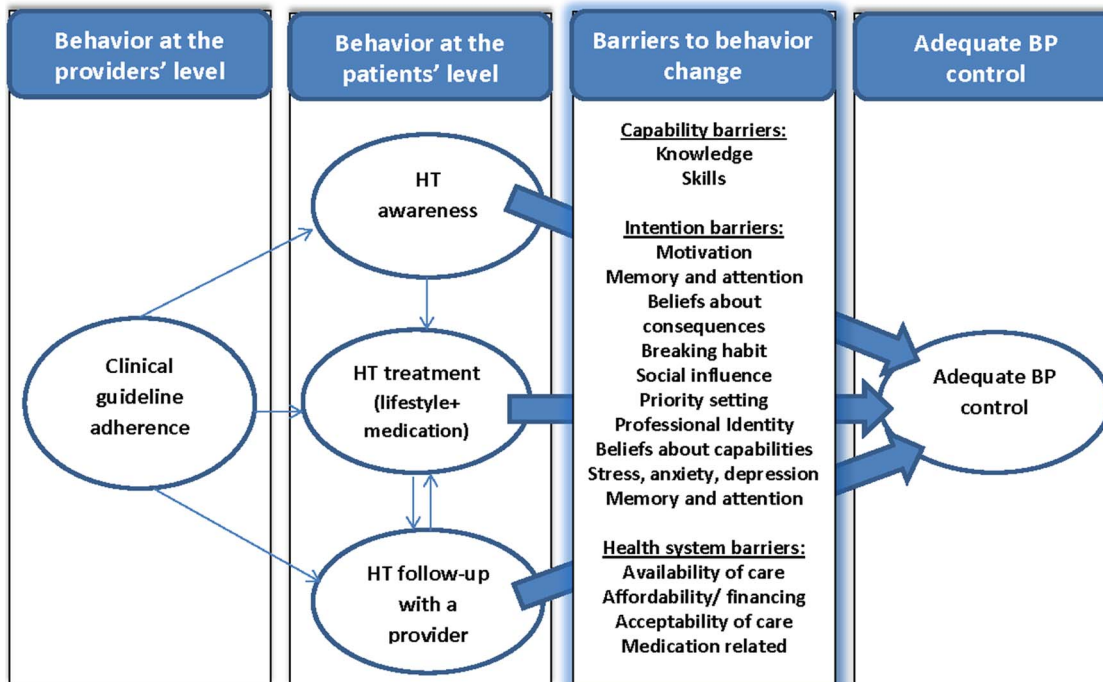 Behavior at the
providers’ level
Clinical
guideline
adherence
Behavior at the
patients’ level
HT
awareness
HT treatment
(lifestyle+
medication)
HT follow-up
with a
provider
Barriers to behavior
change
Capability barriers:
Knowledge
Skills
Intention barriers:
Motivation
Memory and attention
Beliefs about
consequences
Breaking habit
Social influence
Priority setting
Professional Identity
Beliefs about capabilities
Stress, anxiety, depression
Memory and attention
Health system barriers:
Availability of care
Affordability/ financing
Acceptability of care
Medication related
Adequate BP
control
Adequate BP
control